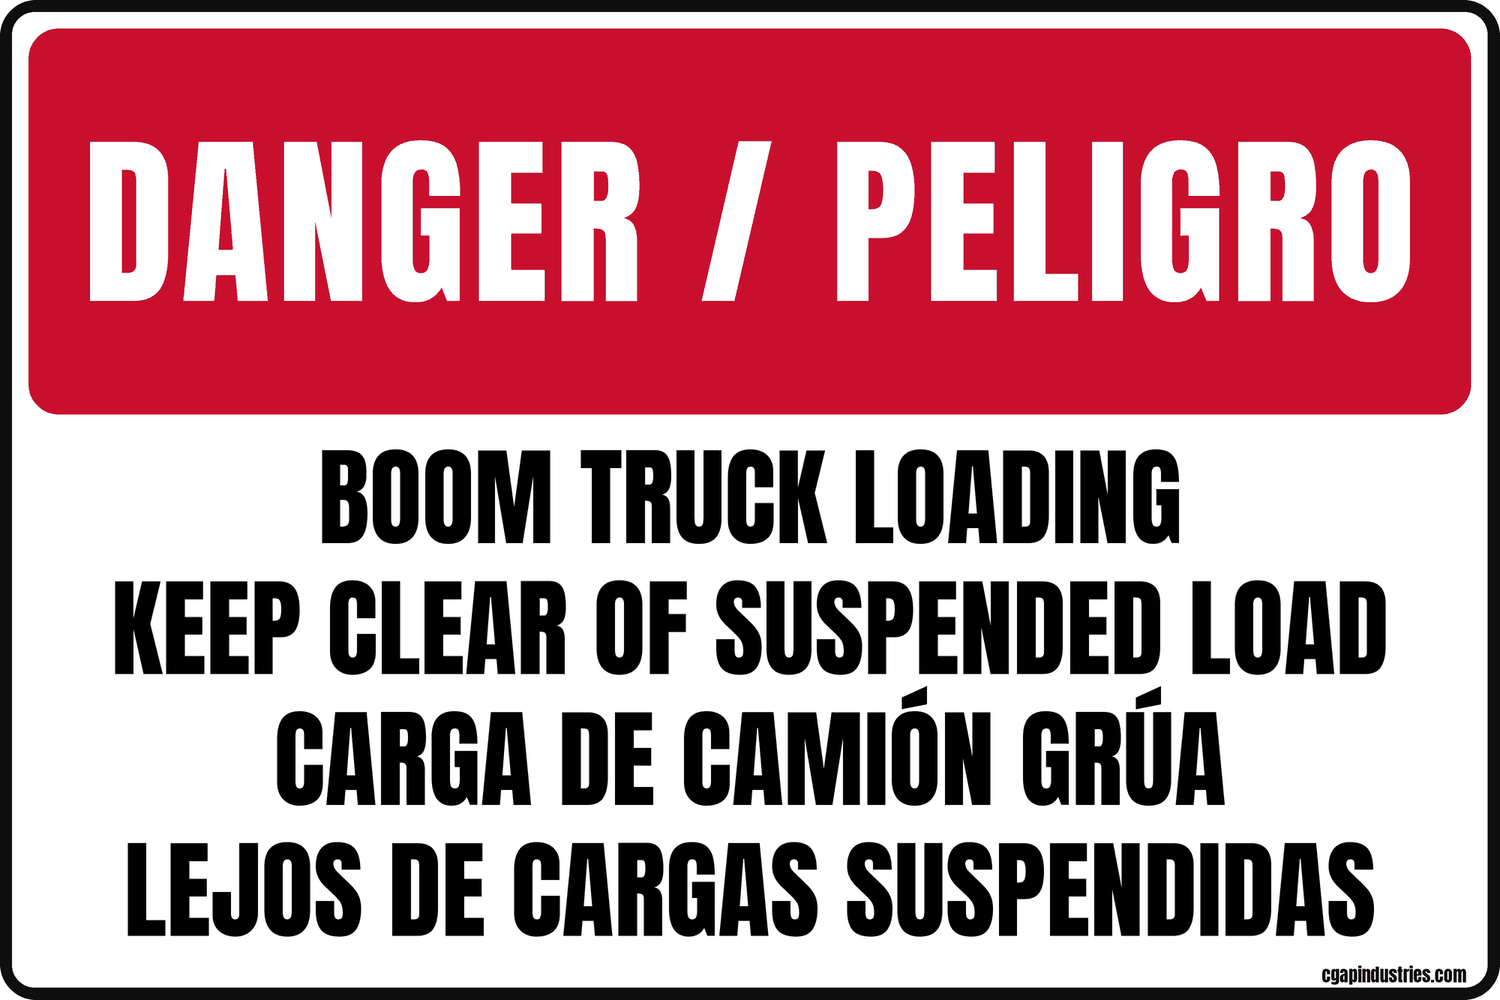 DANGER / PELIGRO
BOOM TRUCK LOADING
KEEP CLEAR OF SUSPENDED LOAD
CARGA DE CAMIÓN GRÚA
LEJOS DE CARGAS SUSPENDIDAS
cgapindustries.com